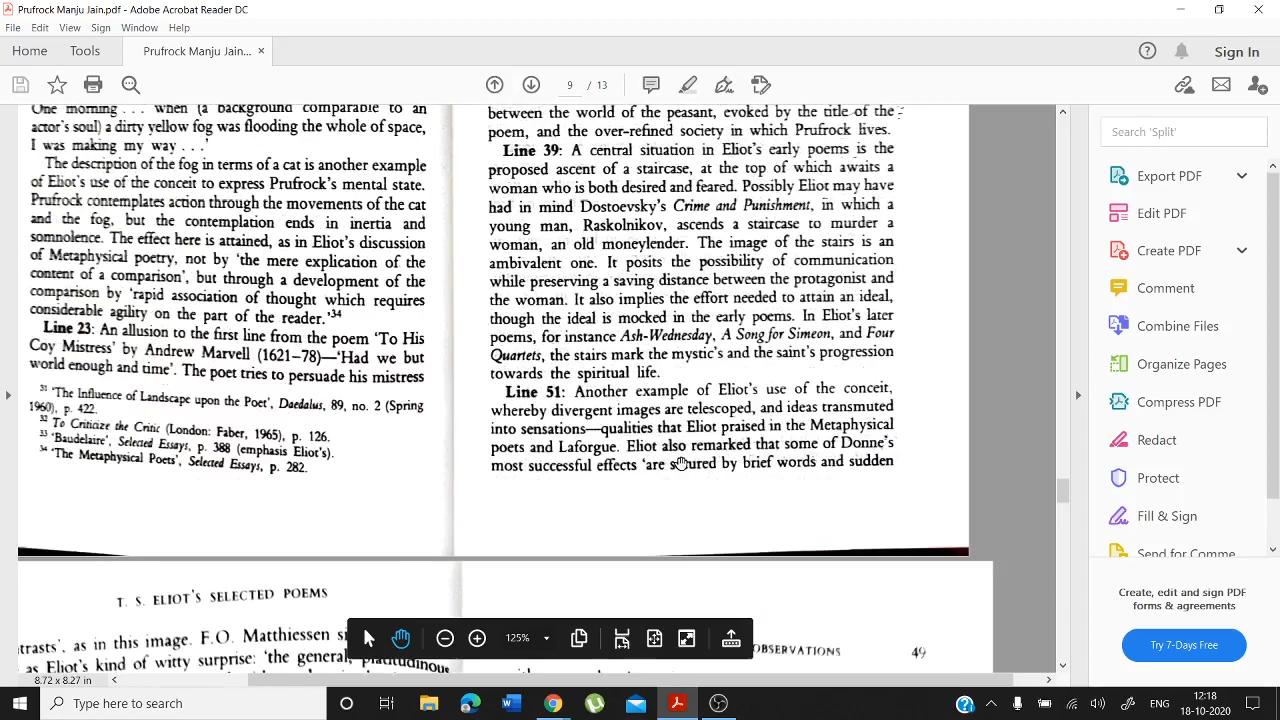 Prufrock Manju Jain.pdf - Adobe Acrobat Reader DC
File Edit View Sign Window Help
Home Tools Prufrock Manju Jain... × Sign In
9 / 13
One morning . . . when (a background comparable to an
actor's soul) a dirty yellow fog was flooding the whole of space,
I was making my way . . .'
The description of the fog in terms of a cat is another example
of Eliot's use of the conceit to express Prufrock's mental state.
Prufrock contemplates action through the movements of the cat
and the fog, but the contemplation ends in inertia and
somnolence. The effect here is attained, as in Eliot's discussion
of Metaphysical poetry, not by 'the mere explication of the
content of a comparison', but through a development of the
comparison by 'rapid association of thought which requires
considerable agility on the part of the reader.'34
Line 23: An allusion to the first line from the poem 'To His
Coy Mistress' by Andrew Marvell (1621–78)—'Had we but
world enough and time'. The poet tries to persuade his mistress
31 'The Influence of Landscape upon the Poet', Daedalus, 89, no. 2 (Spring
1960), p. 422.
32 To Criticize the Critic (London: Faber, 1965), p. 126.
33 'Baudelaire', Selected Essays, p. 388 (emphasis Eliot's).
34 'The Metaphysical Poets', Selected Essays, p. 282.
between the world of the peasant, evoked by the title of the
poem, and the over-refined society in which Prufrock lives.
Line 39: A central situation in Eliot's early poems is the
proposed ascent of a staircase, at the top of which awaits a
woman who is both desired and feared. Possibly Eliot may have
had in mind Dostoevsky's Crime and Punishment, in which a
young man, Raskolnikov, ascends a staircase to murder a
woman, an old moneylender. The image of the stairs is an
ambivalent one. It posits the possibility of communication
while preserving a saving distance between the protagonist and
the woman. It also implies the effort needed to attain an ideal,
though the ideal is mocked in the early poems. In Eliot's later
poems, for instance Ash-Wednesday, A Song for Simeon, and Four
Quartets, the stairs mark the mystic's and the saint's progression
towards the spiritual life.
Line 51: Another example of Eliot's use of the conceit,
whereby divergent images are telescoped, and ideas transmuted
into sensations—qualities that Eliot praised in the Metaphysical
poets and Laforgue. Eliot also remarked that some of Donne's
most successful effects 'are by brief words and sudden
T. S. ELIOT'S SELECTED POEMS
trasts', as in this image. F.O. Matthiessen
as Eliot's kind of witty surprise: 'the general, platitudinous
OBSERVATIONS 49
125%
8.72 x 8.27 in
Search 'Split'
Export PDF
Edit PDF
Create PDF
Comment
Combine Files
Organize Pages
Compress PDF
Redact
Protect
Fill & Sign
Send for Comme
Create, edit and sign PDF
forms & agreements
Try 7-Days Free
Type here to search
ENG
12:18
18-10-2020